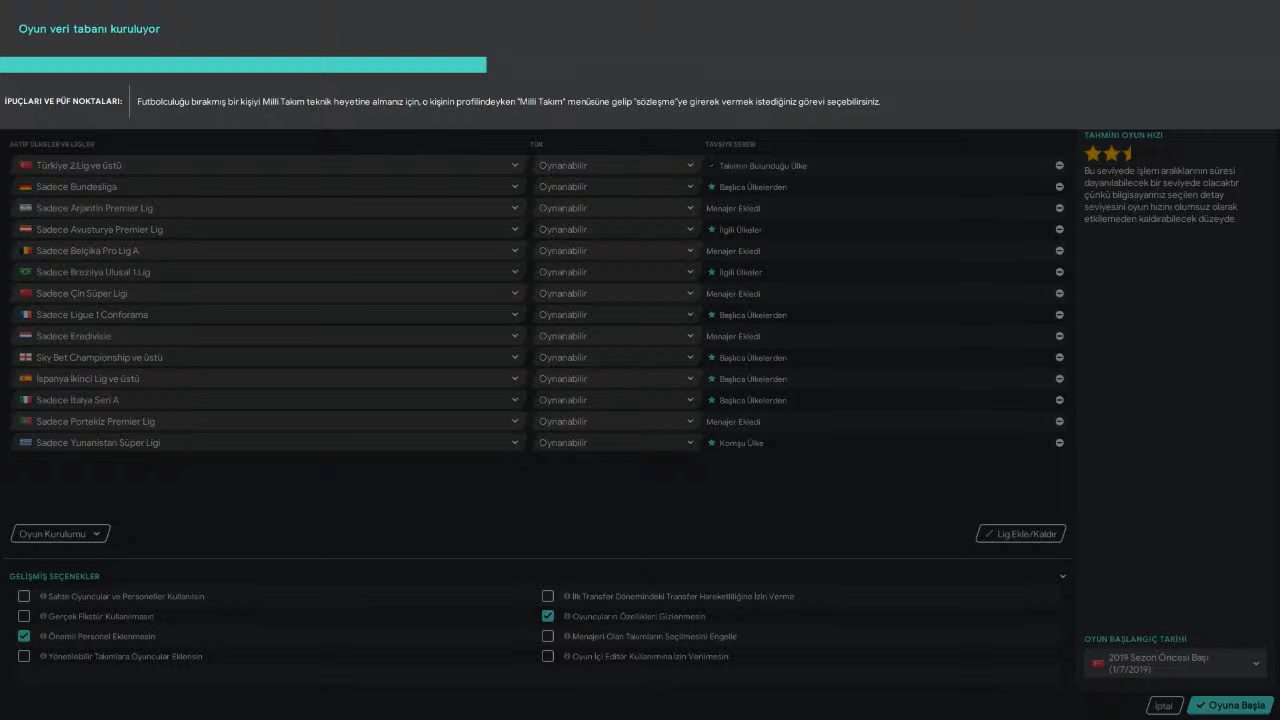 Oyun veri tabanı kuruluyor
İPUÇLARI VE PÜF NOKTALARI: Futbolculuğu bırakmış bir kişiyi Milli Takım teknik heyetine almanız için, o kişinin profilindeyken "Milli Takım" menüsüne gelip "sözleşme"ye girerek vermek istediğiniz görevi seçebilirsiniz.
AKTİF ÜLKELER VE LİGLER TÜR TAVSİYE SEBEBİ
Türkiye 2.Lig ve üstü Oynanabilir Takımın Bulunduğu Ülke
Sadece Bundesliga Oynanabilir Başlıca Ülkelerden
Sadece Arjantin Premier Lig Oynanabilir Menajer Ekledi
Sadece Avusturya Premier Lig Oynanabilir İlgili Ülkeler
Sadece Belçika Pro Lig A Oynanabilir Menajer Ekledi
Sadece Brezilya Ulusal 1.Lig Oynanabilir İlgili Ülkeler
Sadece Çin Süper Ligi Oynanabilir Menajer Ekledi
Sadece Ligue 1 Conforama Oynanabilir Başlıca Ülkelerden
Sadece Eredivisie Oynanabilir Menajer Ekledi
Sky Bet Championship ve üstü Oynanabilir Başlıca Ülkelerden
İspanya İkinci Lig ve üstü Oynanabilir Başlıca Ülkelerden
Sadece İtalya Seri A Oynanabilir Başlıca Ülkelerden
Sadece Portekiz Premier Lig Oynanabilir Menajer Ekledi
Sadece Yunanistan Süper Ligi Oynanabilir Komşu Ülke
TAHMİNİ OYUN HIZI
Bu seviyede işlem aralıklarının süresi
dayanılabilecek bir seviyede olacaktır
çünkü bilgisayarınız seçilen detay
seviyesini oyun hızını olumsuz olarak
etkilemeden kaldırabilecek düzeyde.
Oyun Kurulumu Lig Ekle/Kaldır
GELİŞMİŞ SEÇENEKLER
Sahte Oyuncular ve Personeller Kullanılsın İlk Transfer Dönemindeki Transfer Hareketliliğine İzin Verme
Gerçek Fikstür Kullanılmasın Oyuncuların Özellikleri Gizlenmesin
Önemli Personel Eklenmesin Menajeri Olan Takımların Seçilmesini Engelle
Yönetilebilir Takımlara Oyuncular Eklensin Oyun İçi Editör Kullanımına İzin Verilmesin
OYUN BAŞLANGIÇ TARİHİ
2019 Sezon Öncesi Başı
(1/7/2019)
İptal Oyuna Başla